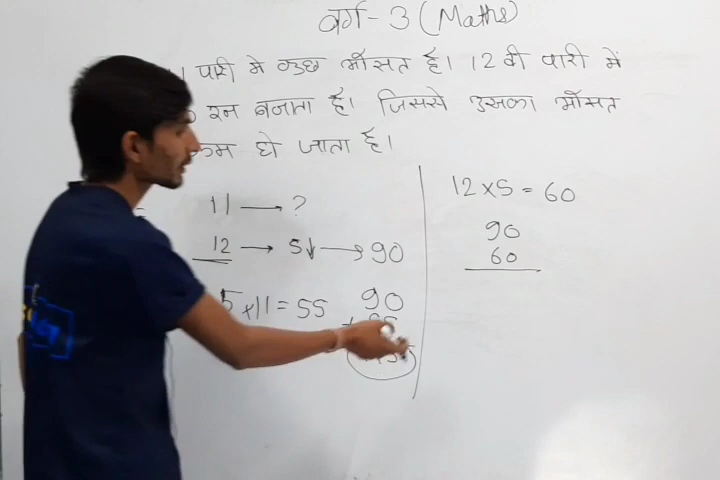 वर्ग - 3 (Maths)
11 पारी मे कुछ औसत है। 12 वी पारी में
रन बनाता है। जिससे उसका औसत
कम हो जाता है।
11 → ?
12 → 5↓ → 90
5 × 11 = 55
90
12 × 5 = 60
90
60